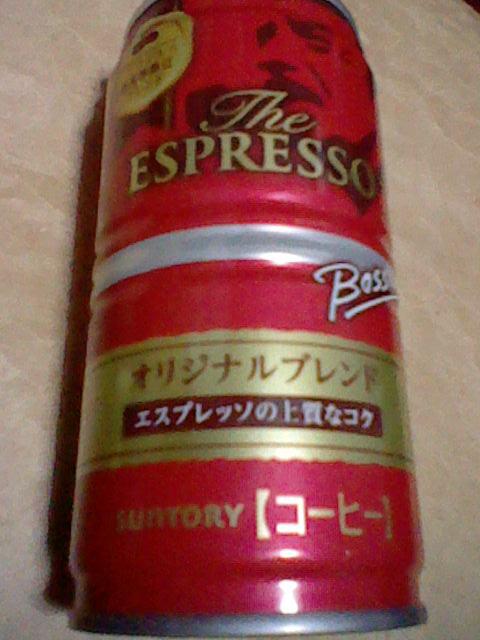 The
ESPRESSO
Boss
オリジナルブレンド
エスプレッソの上質なコク
SUNTORY 【コーヒー】